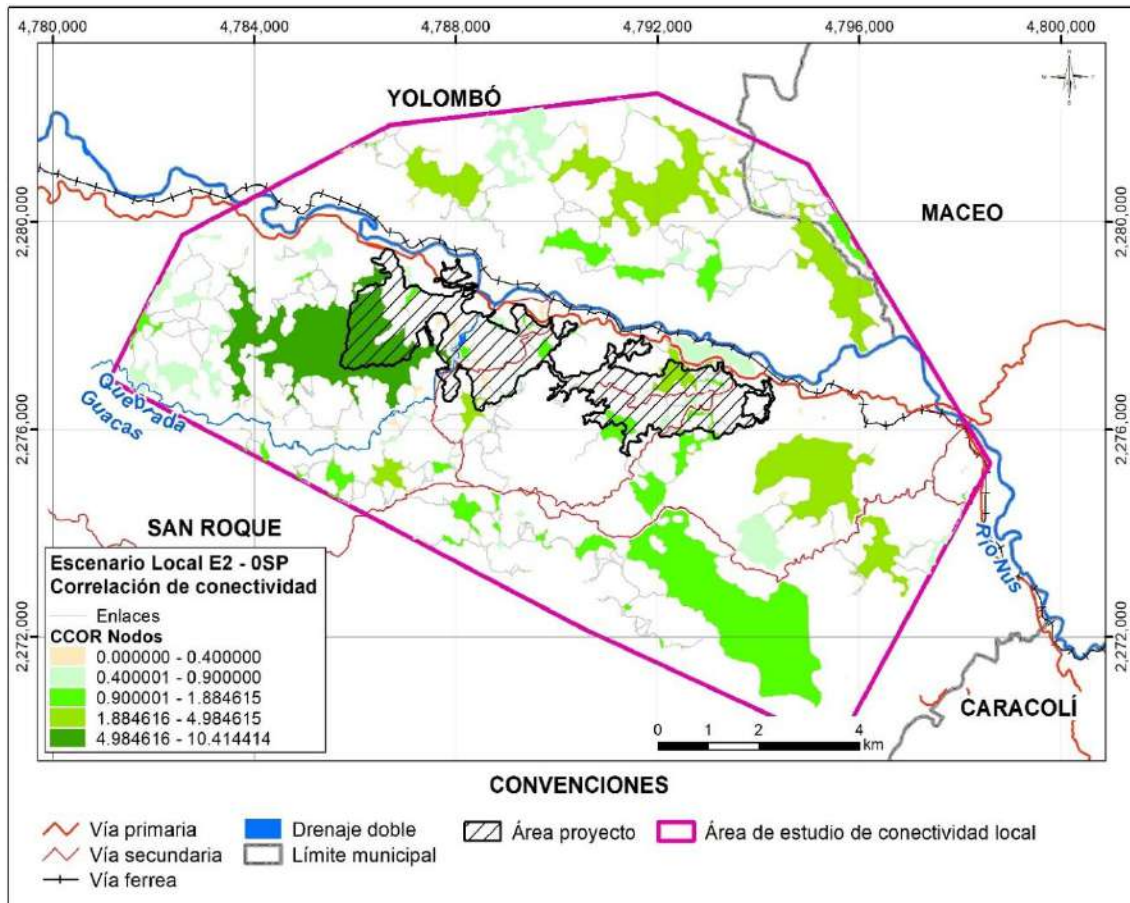 4,780,000 4,784,000 4,788,000 4,792,000 4,796,000 4,800,000
YOLOMBÓ
MACEO
2,280,000 2,280,000
2,276,000 2,276,000
2,272,000 2,272,000
Quebrada
Guacas
SAN ROQUE
Río Nus
CARACOLÍ
Escenario Local E2 - 0SP
Correlación de conectividad
Enlaces
CCOR Nodos
0.000000 - 0.400000
0.400001 - 0.900000
0.900001 - 1.884615
1.884616 - 4.984615
4.984616 - 10.414414
0 1 2 4
km
CONVENCIONES
Vía primaria Drenaje doble Área proyecto Área de estudio de conectividad local
Vía secundaria Límite municipal
Vía ferrea